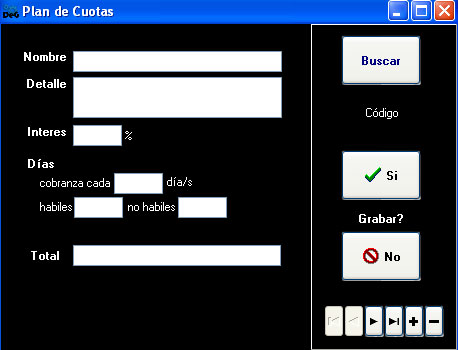 DeG Plan de Cuotas
Nombre
Detalle
Interes %
Días
cobranza cada día/s
habiles no habiles
Total
Buscar
Código
Si
Grabar?
No